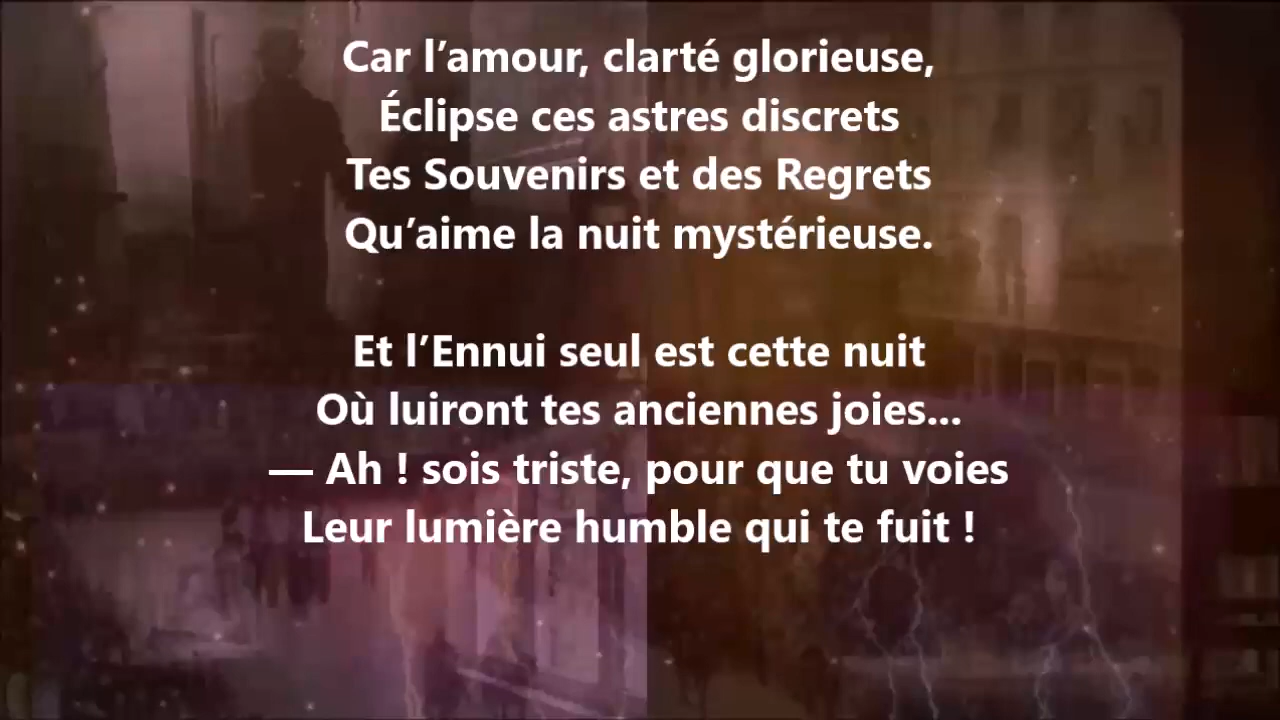 Car l’amour, clarté glorieuse,
Éclipse ces astres discrets
Tes Souvenirs et des Regrets
Qu’aime la nuit mystérieuse.
Et l’Ennui seul est cette nuit
Où luiront tes anciennes joies...
— Ah ! sois triste, pour que tu voies
Leur lumière humble qui te fuit !